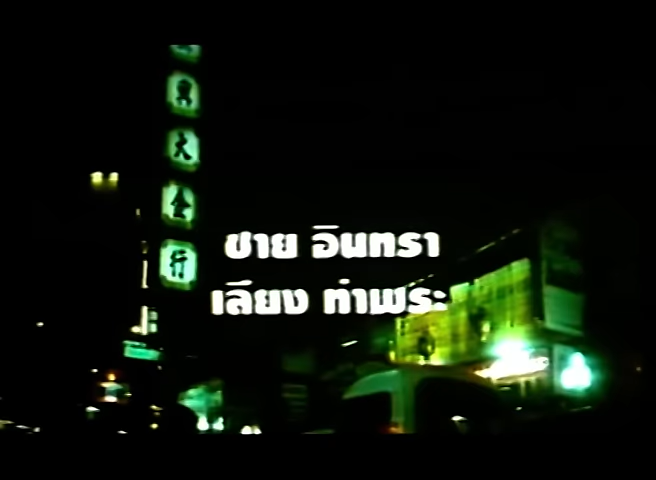 大
金
行
ชาย อินทรา
เลียง ท่าพระ